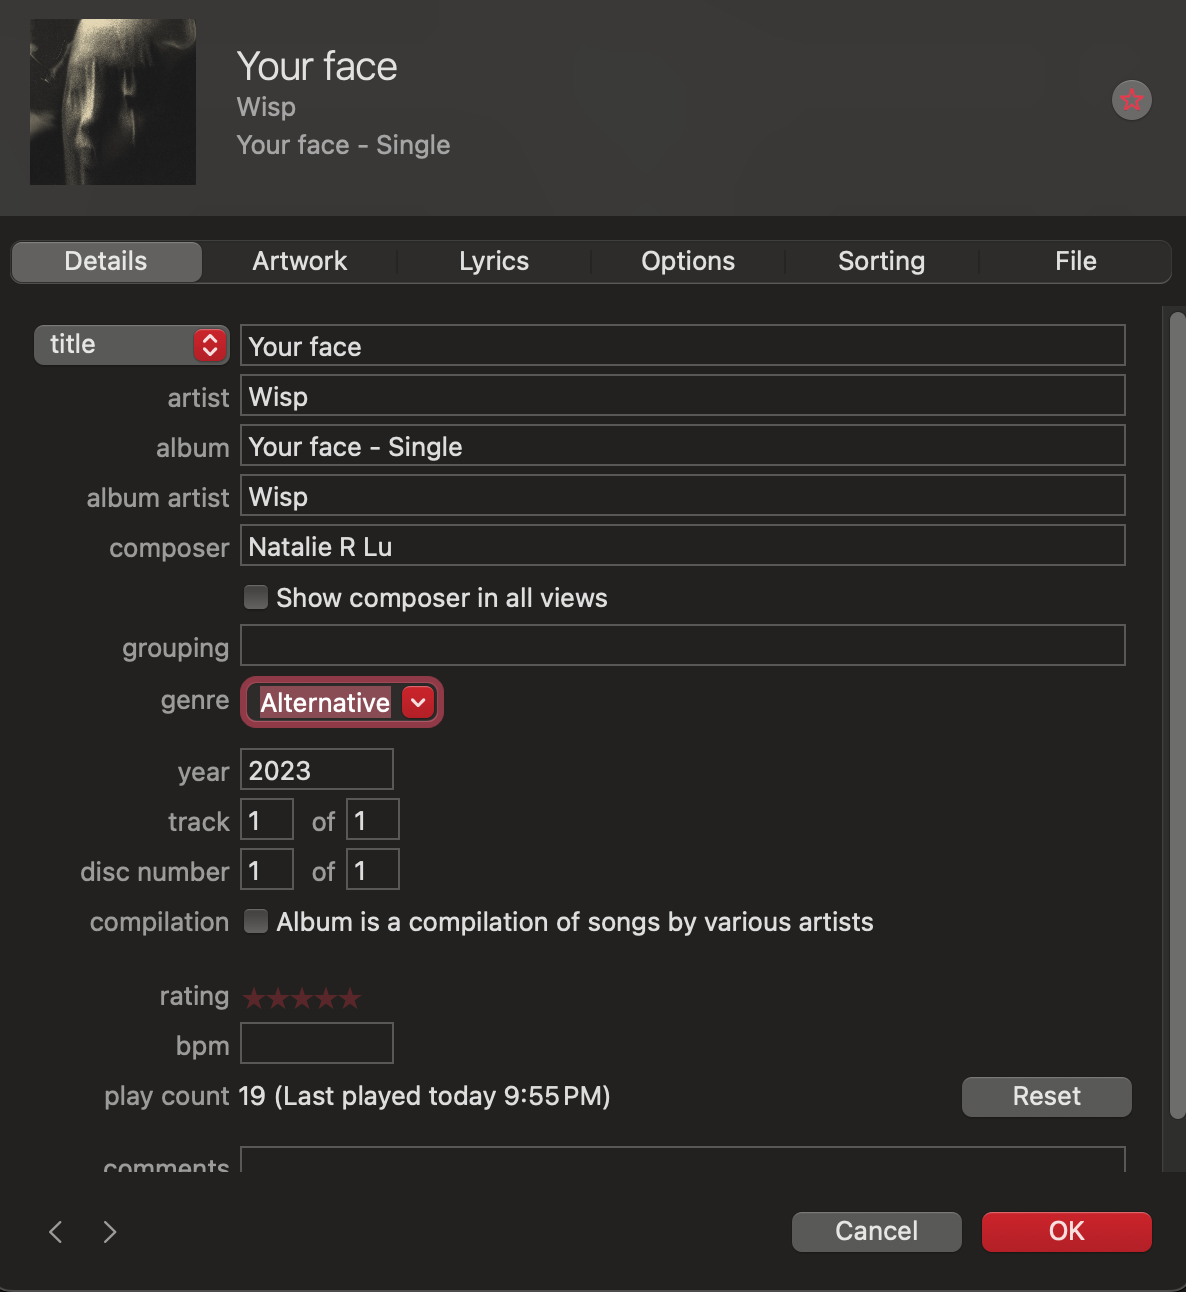 Your face
Wisp
Your face - Single
Details Artwork Lyrics Options Sorting File
title Your face
artist Wisp
album Your face - Single
album artist Wisp
composer Natalie R Lu
Show composer in all views
grouping
genre Alternative
year 2023
track 1 of 1
disc number 1 of 1
compilation Album is a compilation of songs by various artists
rating
bpm
play count 19 (Last played today 9:55 PM) Reset
comments
Cancel OK